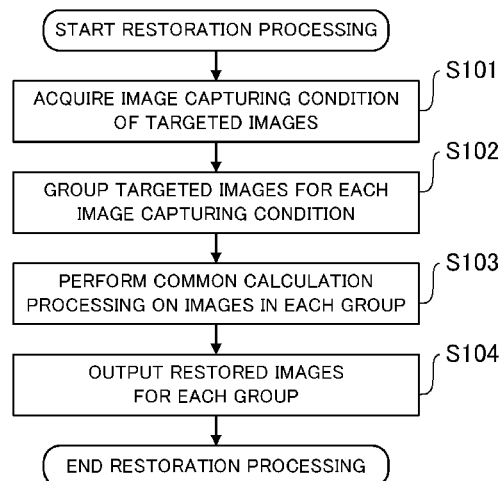 START RESTORATION PROCESSING
S101
ACQUIRE IMAGE CAPTURING CONDITION
OF TARGETED IMAGES
S102
GROUP TARGETED IMAGES FOR EACH
IMAGE CAPTURING CONDITION
S103
PERFORM COMMON CALCULATION
PROCESSING ON IMAGES IN EACH GROUP
S104
OUTPUT RESTORED IMAGES
FOR EACH GROUP
END RESTORATION PROCESSING